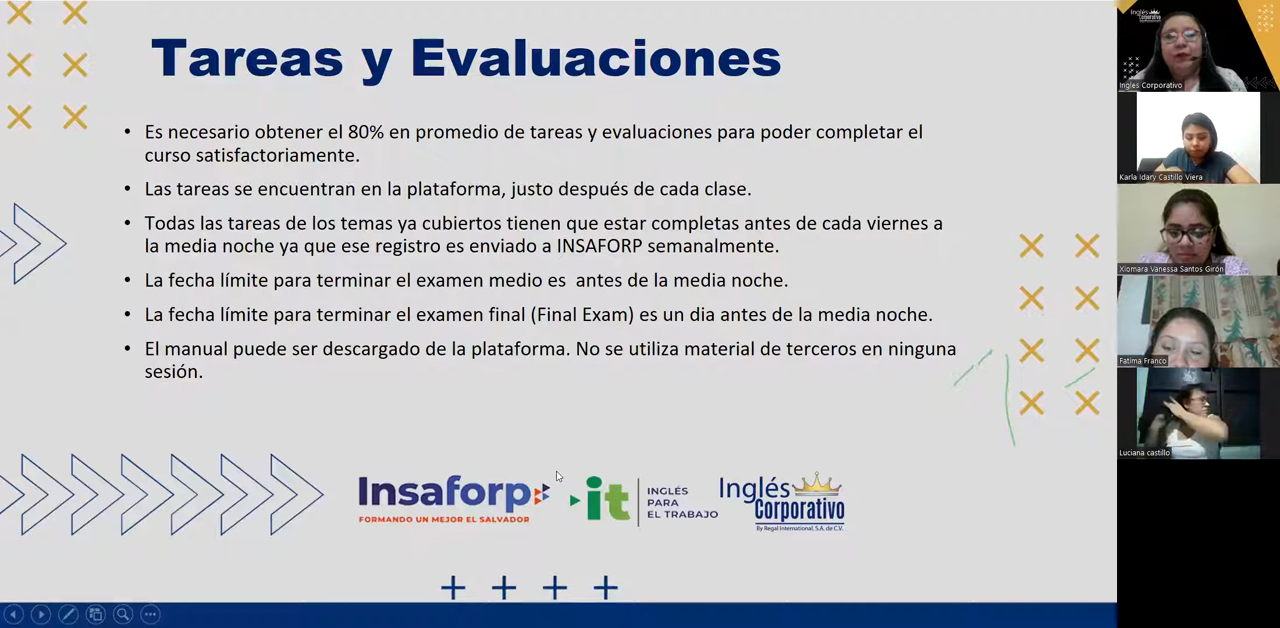 Tareas y Evaluaciones
• Es necesario obtener el 80% en promedio de tareas y evaluaciones para poder completar el
curso satisfactoriamente.
• Las tareas se encuentran en la plataforma, justo después de cada clase.
• Todas las tareas de los temas ya cubiertos tienen que estar completas antes de cada viernes a
la media noche ya que ese registro es enviado a INSAFORP semanalmente.
• La fecha límite para terminar el examen medio es  antes de la media noche.
• La fecha límite para terminar el examen final (Final Exam) es un dia antes de la media noche.
• El manual puede ser descargado de la plataforma. No se utiliza material de terceros en ninguna
sesión.
Insaforp
FORMANDO UN MEJOR EL SALVADOR
it
INGLÉS
PARA
EL TRABAJO
Inglés
Corporativo
By Regal International, S.A. de C.V.
Inglés
Corporativo
Ingles Corporativo
Karla Idary Castillo Viera
Xiomara Vanessa Santos Girón
Fatima Franco
Luciana castillo